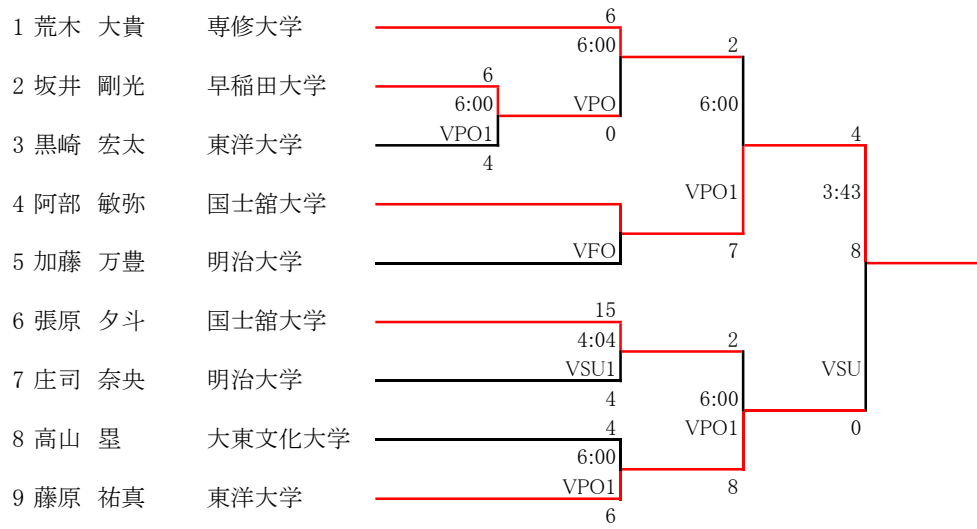 6
1 荒木 大貴 専修大学
6:00 2
6
2 坂井 剛光 早稲田大学
6:00 VPO 6:00
VPO1 0 4
3 黒崎 宏太 東洋大学
4
VPO1 3:43
4 阿部 敏弥 国士舘大学
VFO 7 8
5 加藤 万豊 明治大学
15
6 張原 夕斗 国士舘大学
4:04 2
VSU1 VSU
7 庄司 奈央 明治大学
4 6:00
4 VPO1 0
8 高山 塁 大東文化大学
6:00
VPO1 8
9 藤原 祐真 東洋大学
6